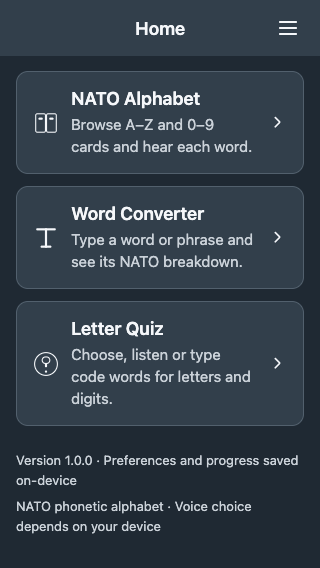 Home
NATO Alphabet
Browse A–Z and 0–9
cards and hear each word.
Word Converter
Type a word or phrase and
see its NATO breakdown.
Letter Quiz
Choose, listen or type
code words for letters and
digits.
Version 1.0.0 · Preferences and progress saved
on-device
NATO phonetic alphabet · Voice choice
depends on your device